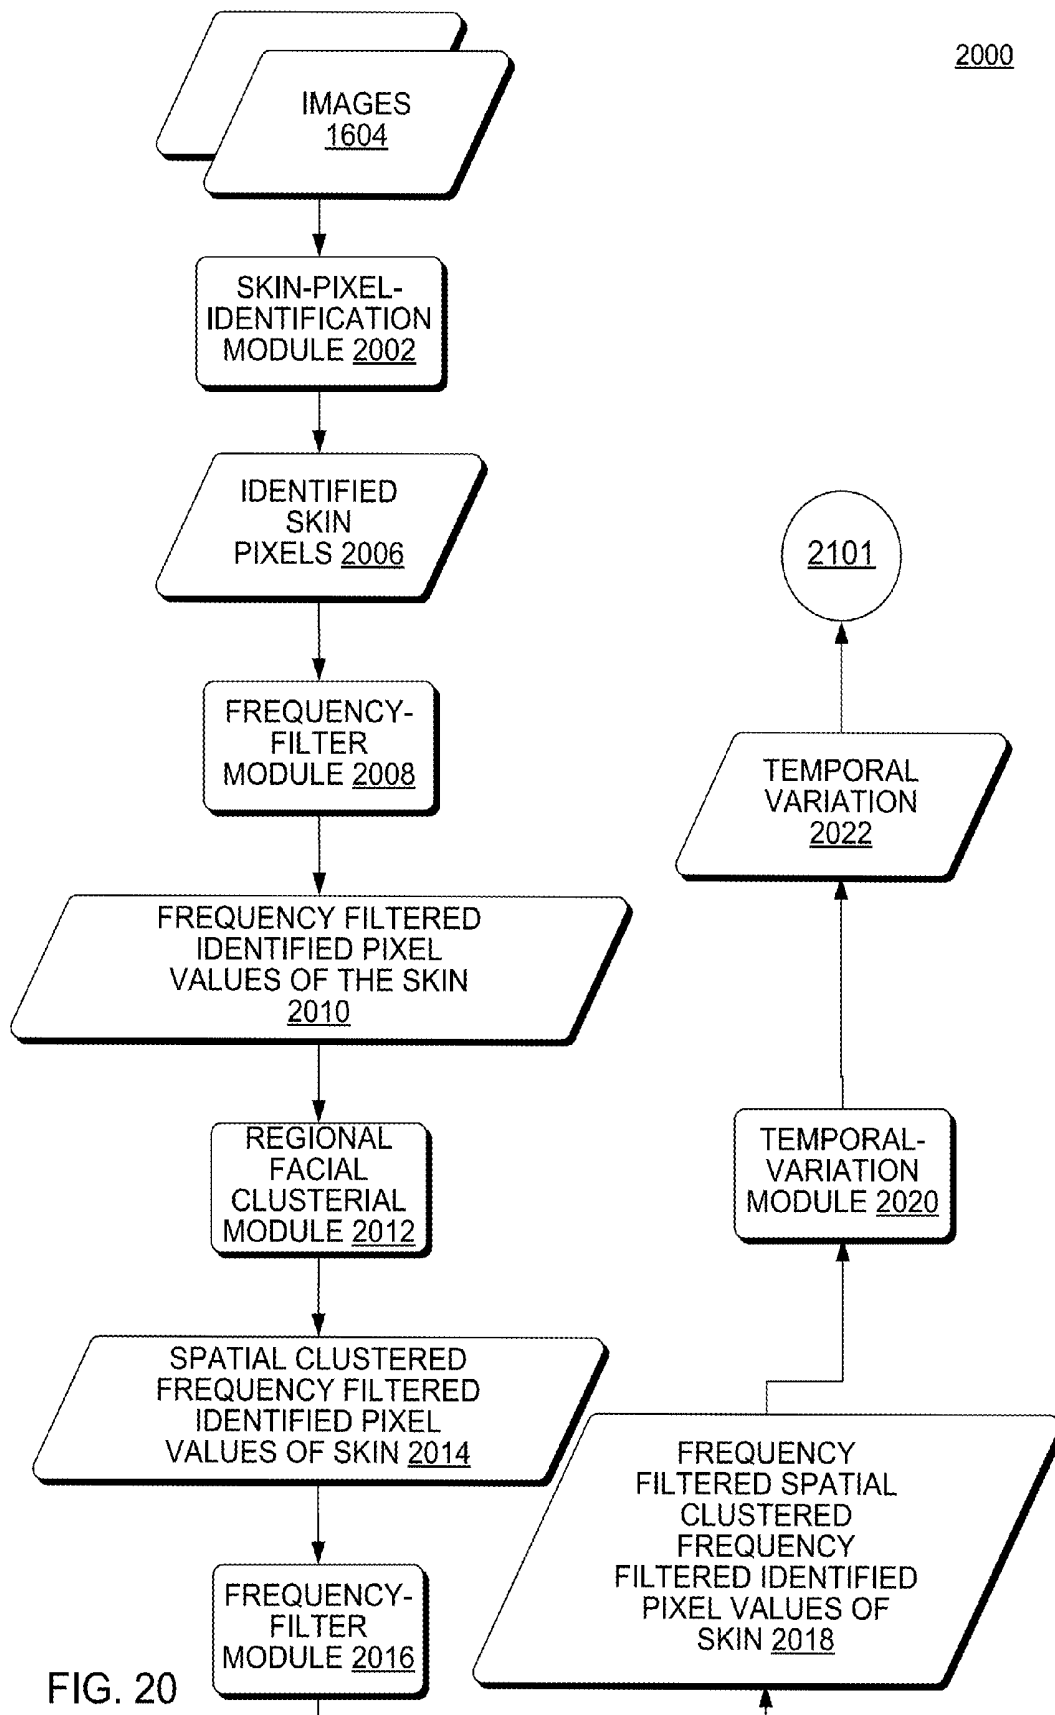 2000
IMAGES
1604
SKIN-PIXEL-
IDENTIFICATION
MODULE 2002
IDENTIFIED
SKIN
PIXELS 2006
FREQUENCY-
FILTER
MODULE 2008
FREQUENCY FILTERED
IDENTIFIED PIXEL
VALUES OF THE SKIN
2010
REGIONAL
FACIAL
CLUSTERIAL
MODULE 2012
SPATIAL CLUSTERED
FREQUENCY FILTERED
IDENTIFIED PIXEL
VALUES OF SKIN 2014
FREQUENCY-
FILTER
MODULE 2016
FREQUENCY
FILTERED SPATIAL
CLUSTERED
FREQUENCY
FILTERED IDENTIFIED
PIXEL VALUES OF
SKIN 2018
TEMPORAL-
VARIATION
MODULE 2020
TEMPORAL
VARIATION
2022
2101
FIG. 20